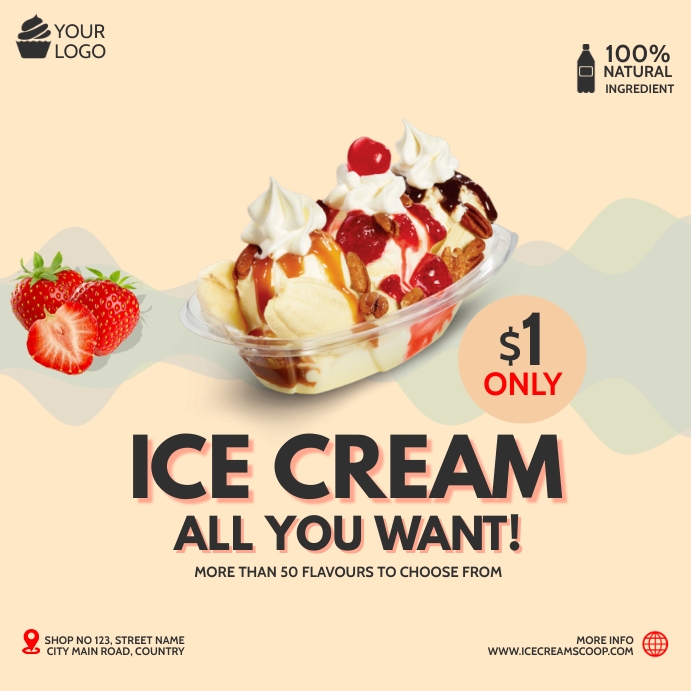 YOUR
LOGO
100%
NATURAL
INGREDIENT
$1
ONLY
ICE CREAM
ALL YOU WANT!
MORE THAN 50 FLAVOURS TO CHOOSE FROM
SHOP NO 123, STREET NAME
CITY MAIN ROAD, COUNTRY
MORE INFO
WWW.ICECREAMSCOOP.COM